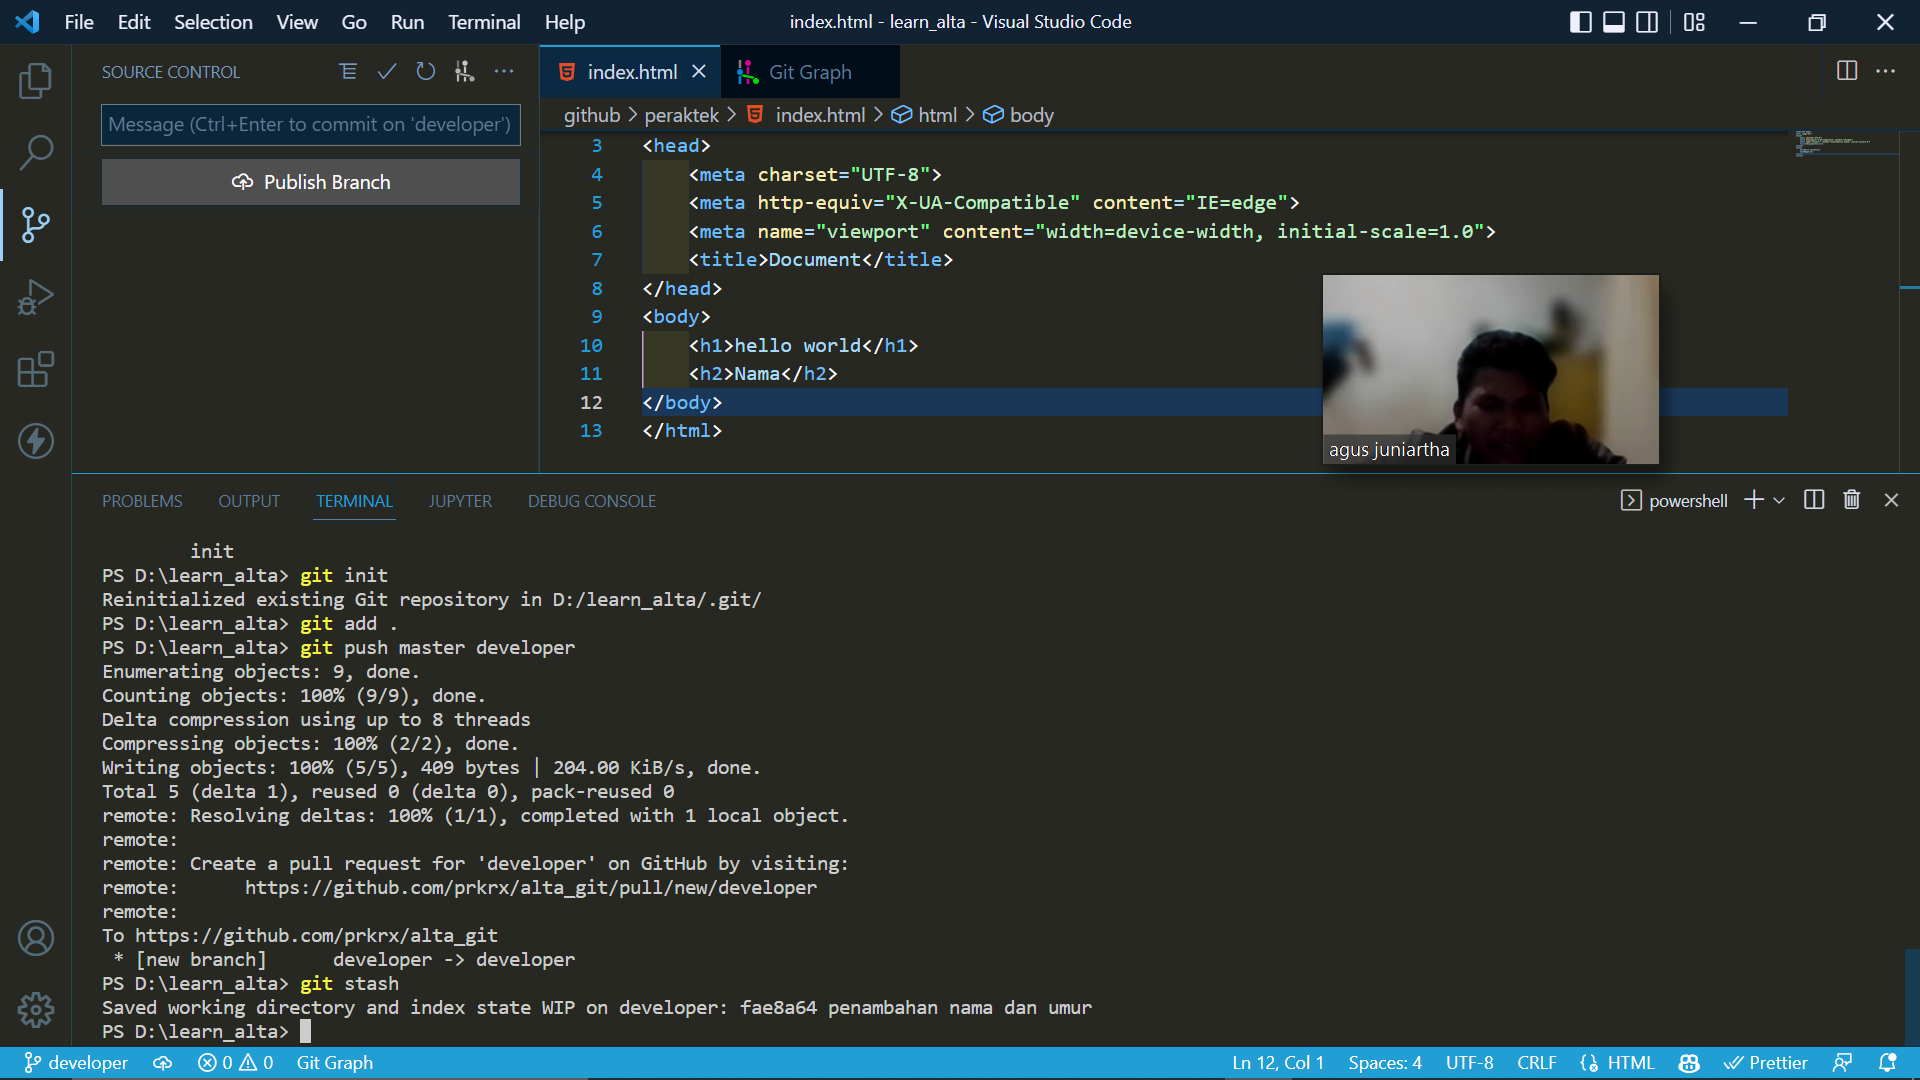 File Edit Selection View Go Run Terminal Help
index.html - learn_alta - Visual Studio Code
SOURCE CONTROL
Message (Ctrl+Enter to commit on 'developer')
Publish Branch
index.html
Git Graph
github > peraktek > index.html > html > body
3 <head>
4 <meta charset="UTF-8">
5 <meta http-equiv="X-UA-Compatible" content="IE=edge">
6 <meta name="viewport" content="width=device-width, initial-scale=1.0">
7 <title>Document</title>
8 </head>
9 <body>
10 <h1>hello world</h1>
11 <h2>Nama</h2>
12 </body>
13 </html>
agus juniartha
PROBLEMS OUTPUT TERMINAL JUPYTER DEBUG CONSOLE
powershell
init
PS D:\learn_alta> git init
Reinitialized existing Git repository in D:/learn_alta/.git/
PS D:\learn_alta> git add .
PS D:\learn_alta> git push master developer
Enumerating objects: 9, done.
Counting objects: 100% (9/9), done.
Delta compression using up to 8 threads
Compressing objects: 100% (2/2), done.
Writing objects: 100% (5/5), 409 bytes | 204.00 KiB/s, done.
Total 5 (delta 1), reused 0 (delta 0), pack-reused 0
remote: Resolving deltas: 100% (1/1), completed with 1 local object.
remote:
remote: Create a pull request for 'developer' on GitHub by visiting:
remote: https://github.com/prkrx/alta_git/pull/new/developer
remote:
To https://github.com/prkrx/alta_git
* [new branch] developer -> developer
PS D:\learn_alta> git stash
Saved working directory and index state WIP on developer: fae8a64 penambahan nama dan umur
PS D:\learn_alta>
developer 0 0 Git Graph
Ln 12, Col 1 Spaces: 4 UTF-8 CRLF HTML Prettier